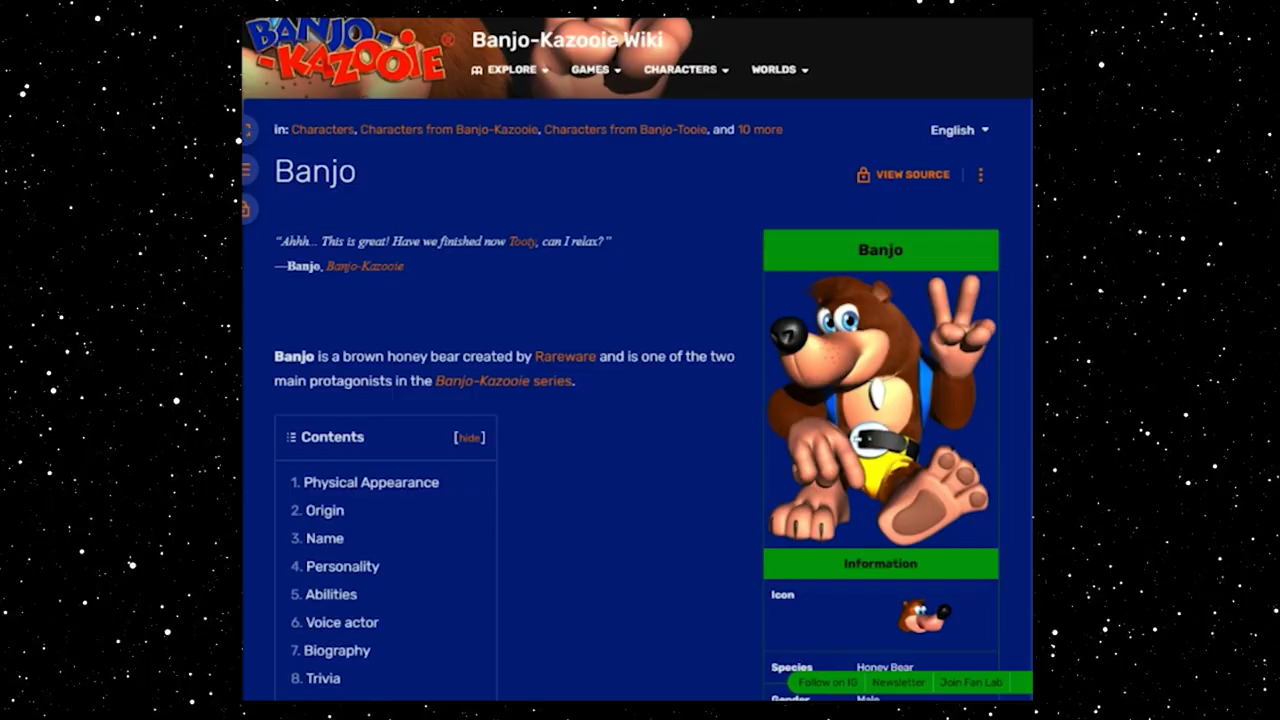 BANJO-
-KAZOOIE ®
Banjo-Kazooie Wiki
EXPLORE GAMES CHARACTERS WORLDS
in: Characters, Characters from Banjo-Kazooie, Characters from Banjo-Tooie, and 10 more
English
Banjo
VIEW SOURCE
“Ahhh... This is great! Have we finished now Tooty, can I relax?”
—Banjo, Banjo-Kazooie
Banjo is a brown honey bear created by Rareware and is one of the two
main protagonists in the Banjo-Kazooie series.
Contents [hide]
1. Physical Appearance
2. Origin
3. Name
4. Personality
5. Abilities
6. Voice actor
7. Biography
8. Trivia
Banjo
Information
Icon
Species Honey Bear
Follow on IG Newsletter Join Fan Lab
Gender Male